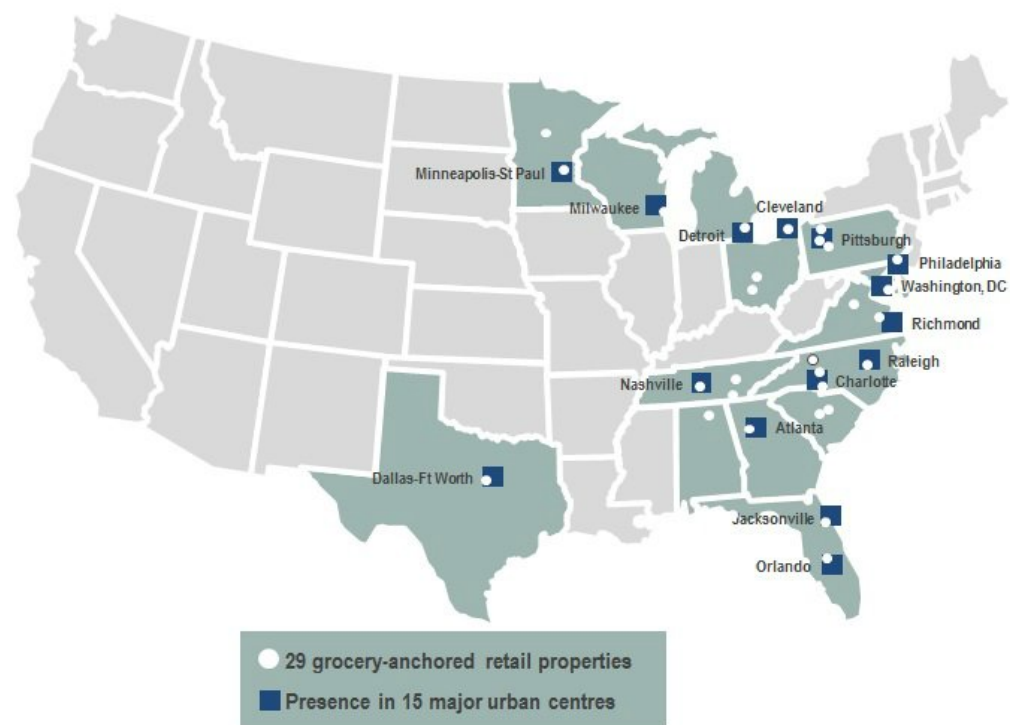 Minneapolis-St Paul
Milwaukee
Cleveland
Detroit
Pittsburgh
Philadelphia
Washington, DC
Richmond
Raleigh
Nashville
Charlotte
Atlanta
Dallas-Ft Worth
Jacksonville
Orlando
29 grocery-anchored retail properties
Presence in 15 major urban centres